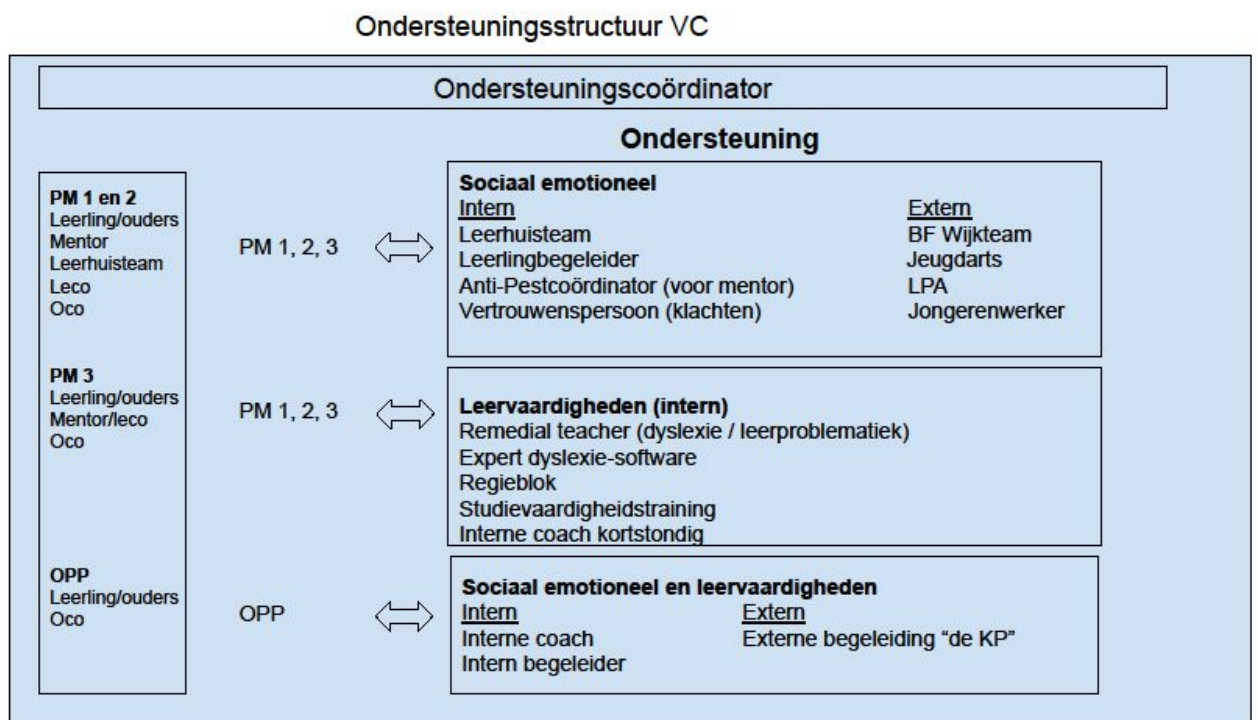 Ondersteuningsstructuur VC
Ondersteuningscoördinator
Ondersteuning
PM 1 en 2
Leerling/ouders
Mentor
Leerhuisteam
Leco
Oco
PM 3
Leerling/ouders
Mentor/leco
Oco
OPP
Leerling/ouders
Oco
PM 1, 2, 3
Sociaal emotioneel
Intern
Leerhuisteam
Leerlingbegeleider
Anti-Pestcoördinator (voor mentor)
Vertrouwenspersoon (klachten)
Extern
BF Wijkteam
Jeugdarts
LPA
Jongerenwerker
PM 1, 2, 3
Leervaardigheden (intern)
Remedial teacher (dyslexie / leerproblematiek)
Expert dyslexie-software
Regieblok
Studievaardigheidstraining
Interne coach kortstondig
OPP
Sociaal emotioneel en leervaardigheden
Intern
Interne coach
Intern begeleider
Extern
Externe begeleiding “de KP”